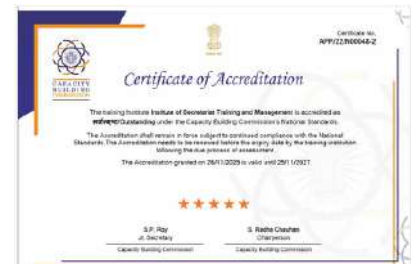 Certificate No.
APP/22/N00048-2
CAPACITY
BUILDING
COMMISSION
Certificate of Accreditation
The training Institute Institute of Secretariat Training and Management is accredited as
सर्वोत्कृष्ट/Outstanding under the Capacity Building Commission's National Standards.
The Accreditation shall remain in force subject to continued compliance with the National
Standards. The Accreditation needs to be renewed before the expiry date by the training institution
following the due process of assessment.
The Accreditation granted on 26/11/2025 is valid until 25/11/2027.
S.P. Roy
Jt. Secretary
Capacity Building Commission
S. Radha Chauhan
Chairperson
Capacity Building Commission